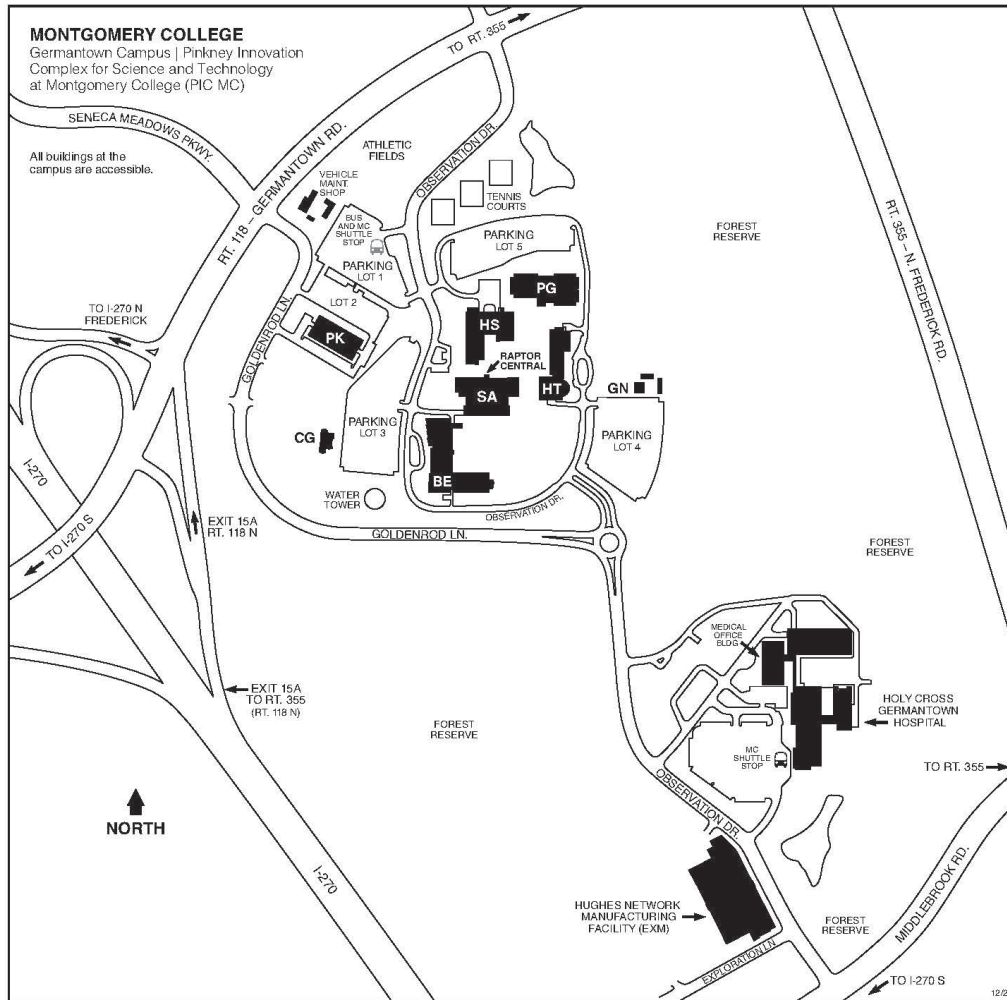 MONTGOMERY COLLEGE
Germantown Campus | Pinkney Innovation
Complex for Science and Technology
at Montgomery College (PIC MC)
TO RT. 355
SENECA MEADOWS PKWY.
All buildings at the
campus are accessible.
RT. 118 – GERMANTOWN RD.
ATHLETIC
FIELDS
OBSERVATION DR.
VEHICLE
MAINT.
SHOP
BUS
AND MC
SHUTTLE
STOP
TENNIS
COURTS
PARKING
LOT 1
PARKING
LOT 5
FOREST
RESERVE
RT. 355 – N. FREDERICK RD.
TO I-270 N
FREDERICK
GOLDENROD LN.
LOT 2
PK
PG
HS
RAPTOR
CENTRAL
SA
HT
GN
CG
PARKING
LOT 3
PARKING
LOT 4
BE
WATER
TOWER
OBSERVATION DR.
GOLDENROD LN.
I-270
TO I-270 S
EXIT 15A
RT. 118 N
FOREST
RESERVE
EXIT 15A
TO RT. 355
(RT. 118 N)
FOREST
RESERVE
MEDICAL
OFFICE
BLDG
HOLY CROSS
GERMANTOWN
HOSPITAL
MC
SHUTTLE
STOP
TO RT. 355
OBSERVATION DR.
NORTH
I-270
HUGHES NETWORK
MANUFACTURING
FACILITY (EXM)
EXPLORATION LN
FOREST
RESERVE
MIDDLEBROOK RD.
TO I-270 S